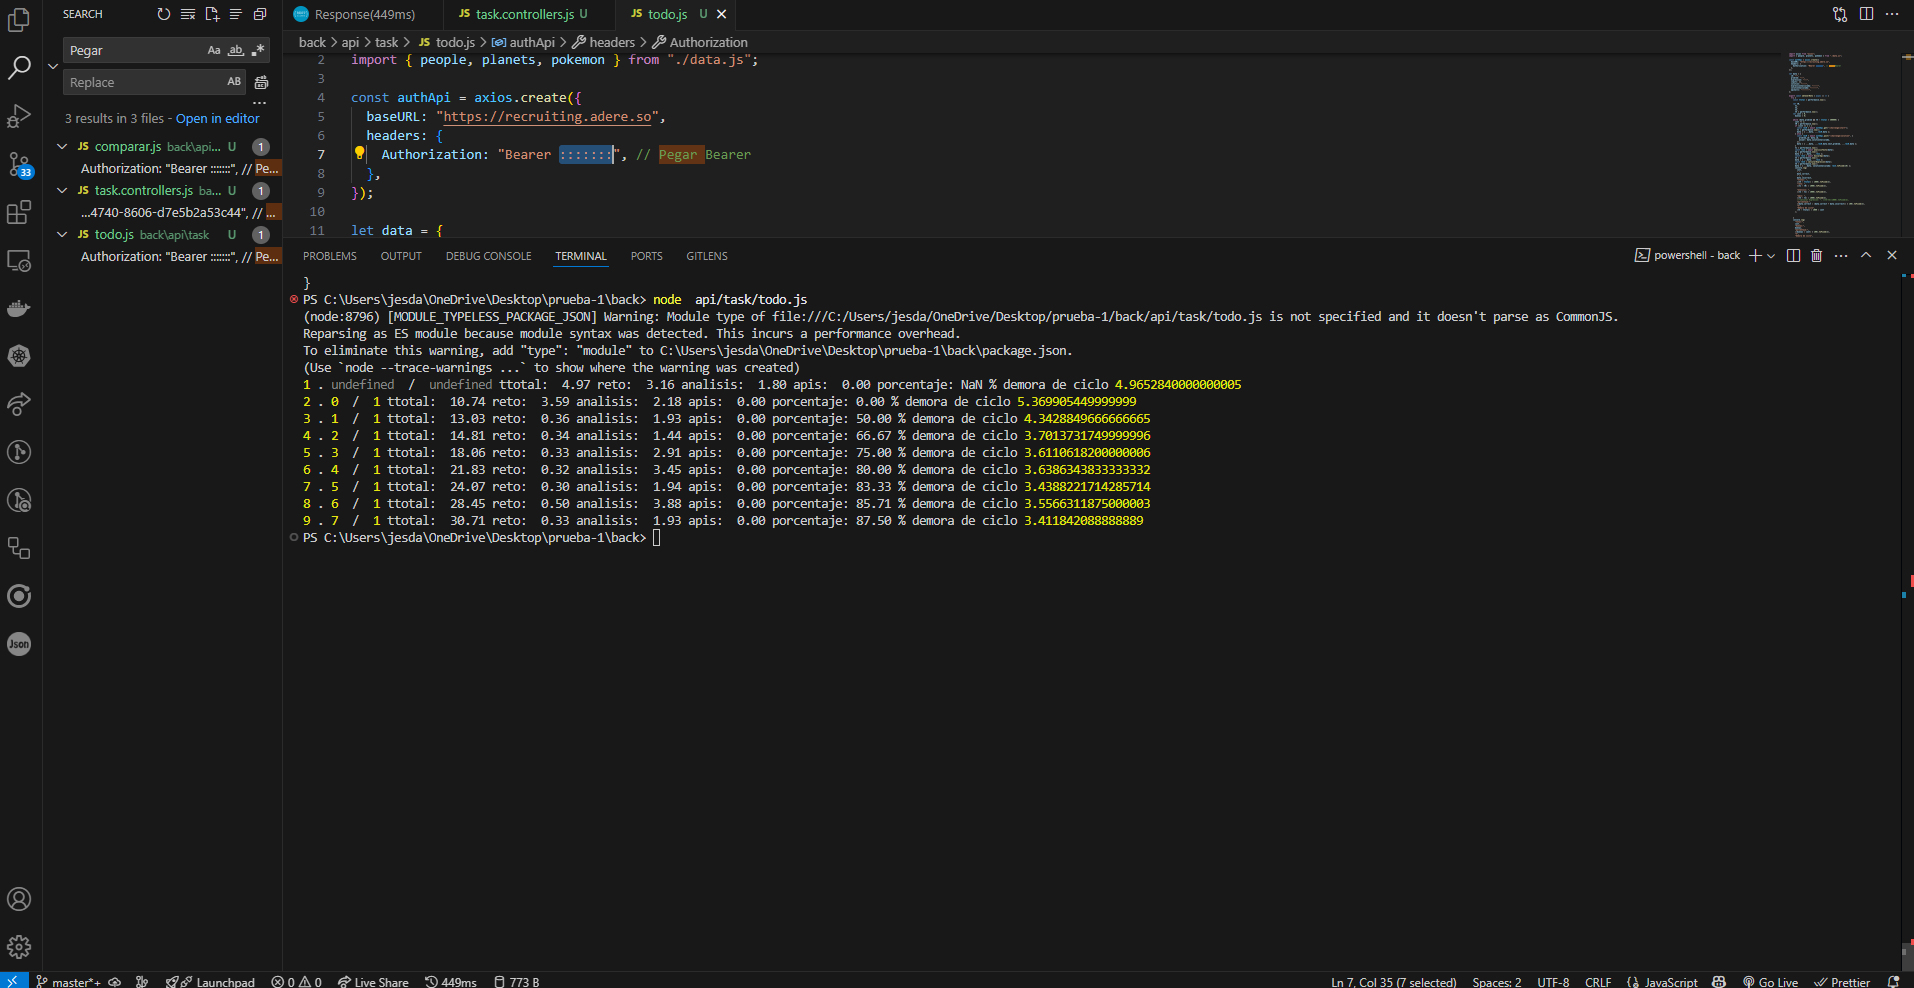 SEARCH
Pegar
Aa ab, .*
Replace
AB
3 results in 3 files - Open in editor
JS comparar.js back\api... U 1
Authorization: "Bearer :::::::", // Pe...
JS task.controllers.js ba... U 1
...4740-8606-d7e5b2a53c44", // ...
JS todo.js back\api\task U 1
Authorization: "Bearer :::::::", // Pe...
33
Json
Response(449ms)
JS task.controllers.js U
JS todo.js U
back > api > task > JS todo.js > authApi > headers > Authorization
2 import { people, planets, pokemon } from "./data.js";
3
4 const authApi = axios.create({
5 baseURL: "https://recruiting.adere.so",
6 headers: {
7 Authorization: "Bearer :::::::", // Pegar Bearer
8 },
9 });
10
11 let data = {
PROBLEMS OUTPUT DEBUG CONSOLE TERMINAL PORTS GITLENS
powershell - back
}
PS C:\Users\jesda\OneDrive\Desktop\prueba-1\back> node  api/task/todo.js
(node:8796) [MODULE_TYPELESS_PACKAGE_JSON] Warning: Module type of file:///C:/Users/jesda/OneDrive/Desktop/prueba-1/back/api/task/todo.js is not specified and it doesn't parse as CommonJS.
Reparsing as ES module because module syntax was detected. This incurs a performance overhead.
To eliminate this warning, add "type": "module" to C:\Users\jesda\OneDrive\Desktop\prueba-1\back\package.json.
(Use `node --trace-warnings ...` to show where the warning was created)
1 . undefined  /  undefined ttotal:  4.97 reto:  3.16 analisis:  1.80 apis:  0.00 porcentaje: NaN % demora de ciclo 4.9652840000000005
2 . 0  /  1 ttotal:  10.74 reto:  3.59 analisis:  2.18 apis:  0.00 porcentaje: 0.00 % demora de ciclo 5.369905449999999
3 . 1  /  1 ttotal:  13.03 reto:  0.36 analisis:  1.93 apis:  0.00 porcentaje: 50.00 % demora de ciclo 4.3428849666666665
4 . 2  /  1 ttotal:  14.81 reto:  0.34 analisis:  1.44 apis:  0.00 porcentaje: 66.67 % demora de ciclo 3.7013731749999996
5 . 3  /  1 ttotal:  18.06 reto:  0.33 analisis:  2.91 apis:  0.00 porcentaje: 75.00 % demora de ciclo 3.6110618200000006
6 . 4  /  1 ttotal:  21.83 reto:  0.32 analisis:  3.45 apis:  0.00 porcentaje: 80.00 % demora de ciclo 3.6386343833333332
7 . 5  /  1 ttotal:  24.07 reto:  0.30 analisis:  1.94 apis:  0.00 porcentaje: 83.33 % demora de ciclo 3.4388221714285714
8 . 6  /  1 ttotal:  28.45 reto:  0.50 analisis:  3.88 apis:  0.00 porcentaje: 85.71 % demora de ciclo 3.5566311875000003
9 . 7  /  1 ttotal:  30.71 reto:  0.33 analisis:  1.93 apis:  0.00 porcentaje: 87.50 % demora de ciclo 3.411842088888889
PS C:\Users\jesda\OneDrive\Desktop\prueba-1\back>
master*+ Launchpad 0 0 Live Share 449ms 773 B
Ln 7, Col 35 (7 selected) Spaces: 2 UTF-8 CRLF {} JavaScript Go Live Prettier